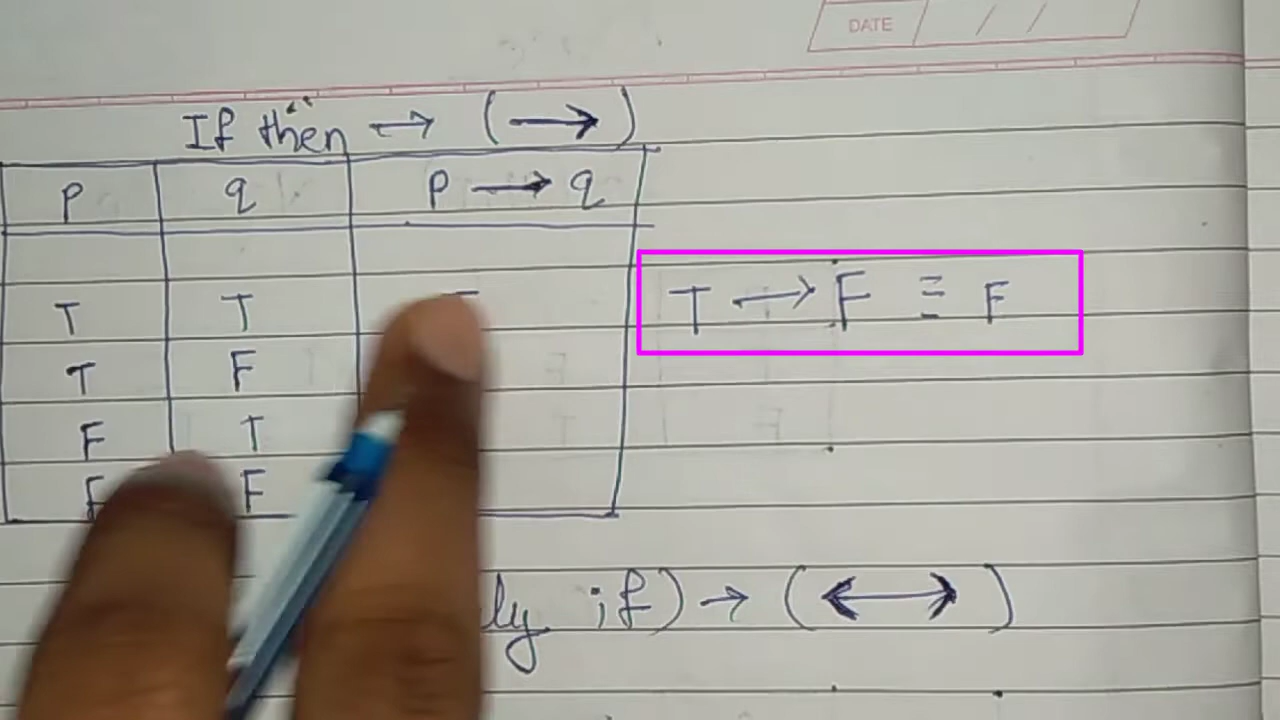 DATE / /
If then → (→)
p q p → q
T T T → F ≡ F
T F
F T
F F
ly if) → (↔)